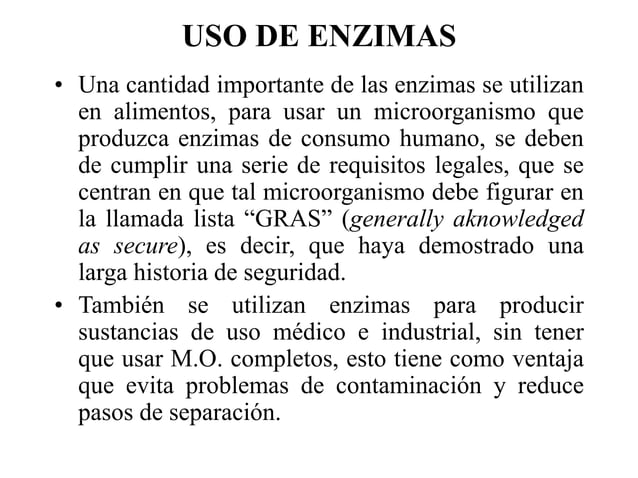 USO DE ENZIMAS
• Una cantidad importante de las enzimas se utilizan
en alimentos, para usar un microorganismo que
produzca enzimas de consumo humano, se deben
de cumplir una serie de requisitos legales, que se
centran en que tal microorganismo debe figurar en
la llamada lista “GRAS” (generally aknowledged
as secure), es decir, que haya demostrado una
larga historia de seguridad.
• También se utilizan enzimas para producir
sustancias de uso médico e industrial, sin tener
que usar M.O. completos, esto tiene como ventaja
que evita problemas de contaminación y reduce
pasos de separación.